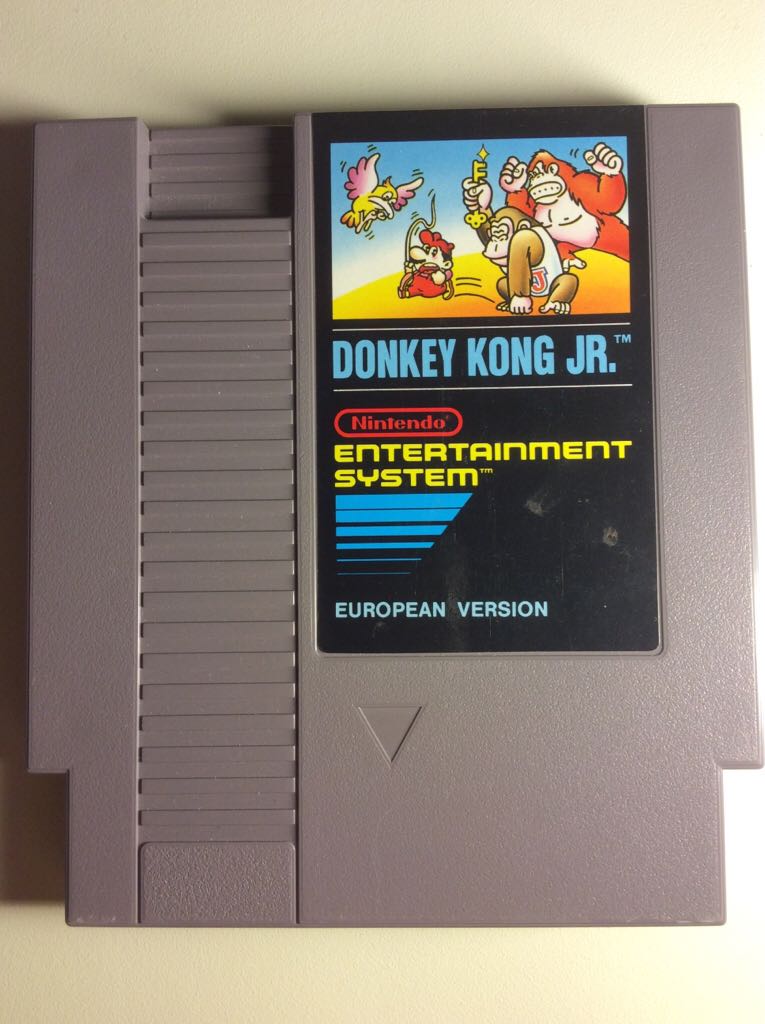 J
DONKEY KONG JR.™
Nintendo®
ENTERTAINMENT
SYSTEM™
EUROPEAN VERSION